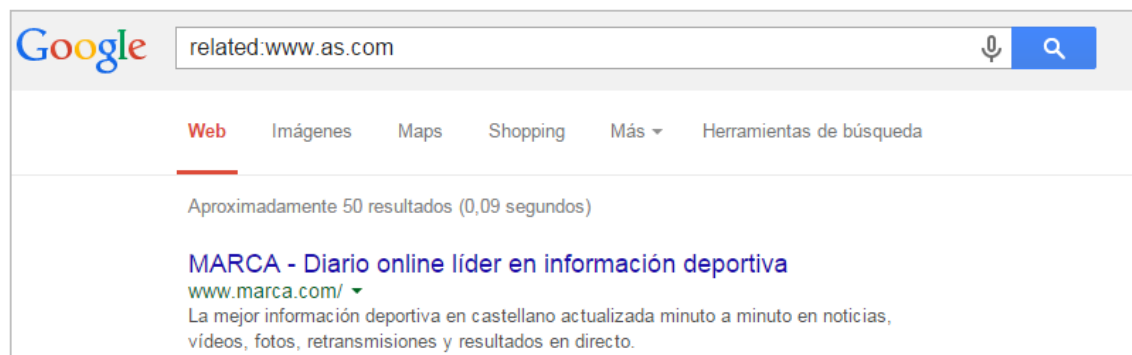 Google related:www.as.com
Web Imágenes Maps Shopping Más Herramientas de búsqueda
Aproximadamente 50 resultados (0,09 segundos)
MARCA - Diario online líder en información deportiva
www.marca.com/
La mejor información deportiva en castellano actualizada minuto a minuto en noticias,
vídeos, fotos, retransmisiones y resultados en directo.